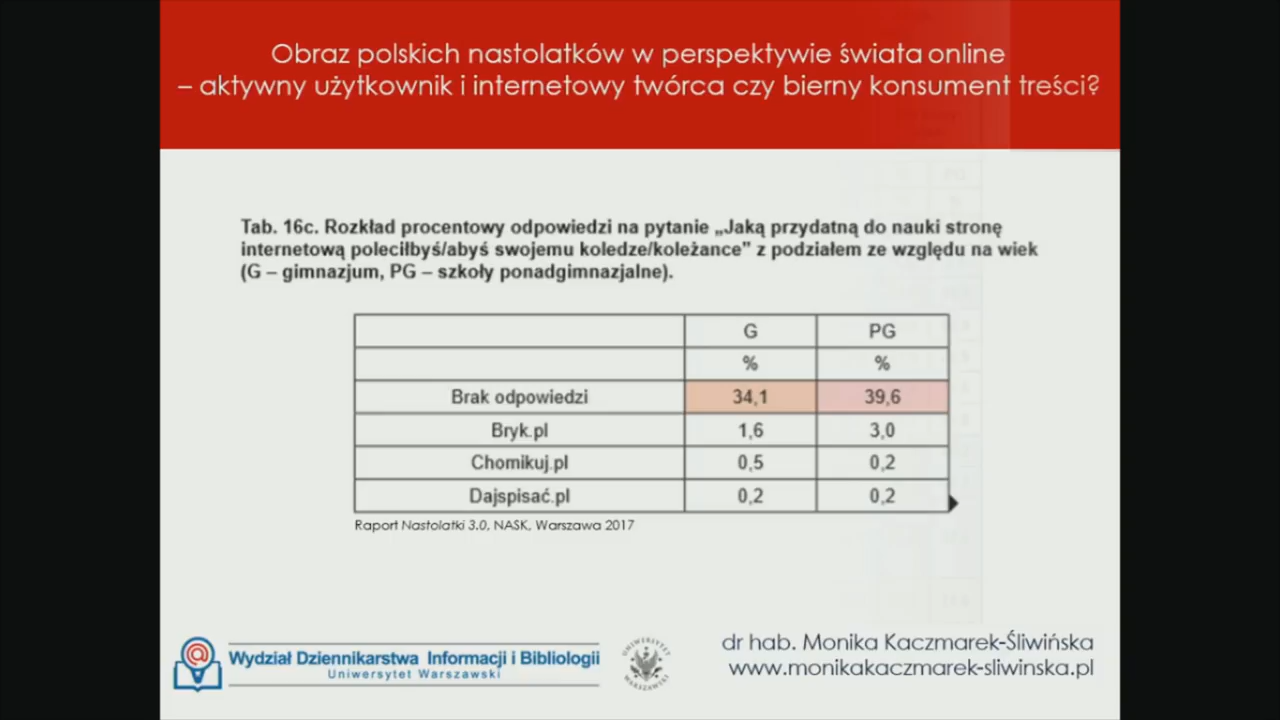 Obraz polskich nastolatków w perspektywie świata online
– aktywny użytkownik i internetowy twórca czy bierny konsument treści?
Tab. 16c. Rozkład procentowy odpowiedzi na pytanie „Jaką przydatną do nauki stronę
internetową poleciłbyś/abyś swojemu koledze/koleżance” z podziałem ze względu na wiek
(G – gimnazjum, PG – szkoły ponadgimnazjalne).
G PG
% %
Brak odpowiedzi 34,1 39,6
Bryk.pl 1,6 3,0
Chomikuj.pl 0,5 0,2
Dajspisać.pl 0,2 0,2
Raport Nastolatki 3.0, NASK, Warszawa 2017
Wydział Dziennikarstwa Informacji i Bibliologii
Uniwersytet Warszawski
UNIWERSYTET WARSZAWSKI
dr hab. Monika Kaczmarek-Śliwińska
www.monikakaczmarek-sliwinska.pl